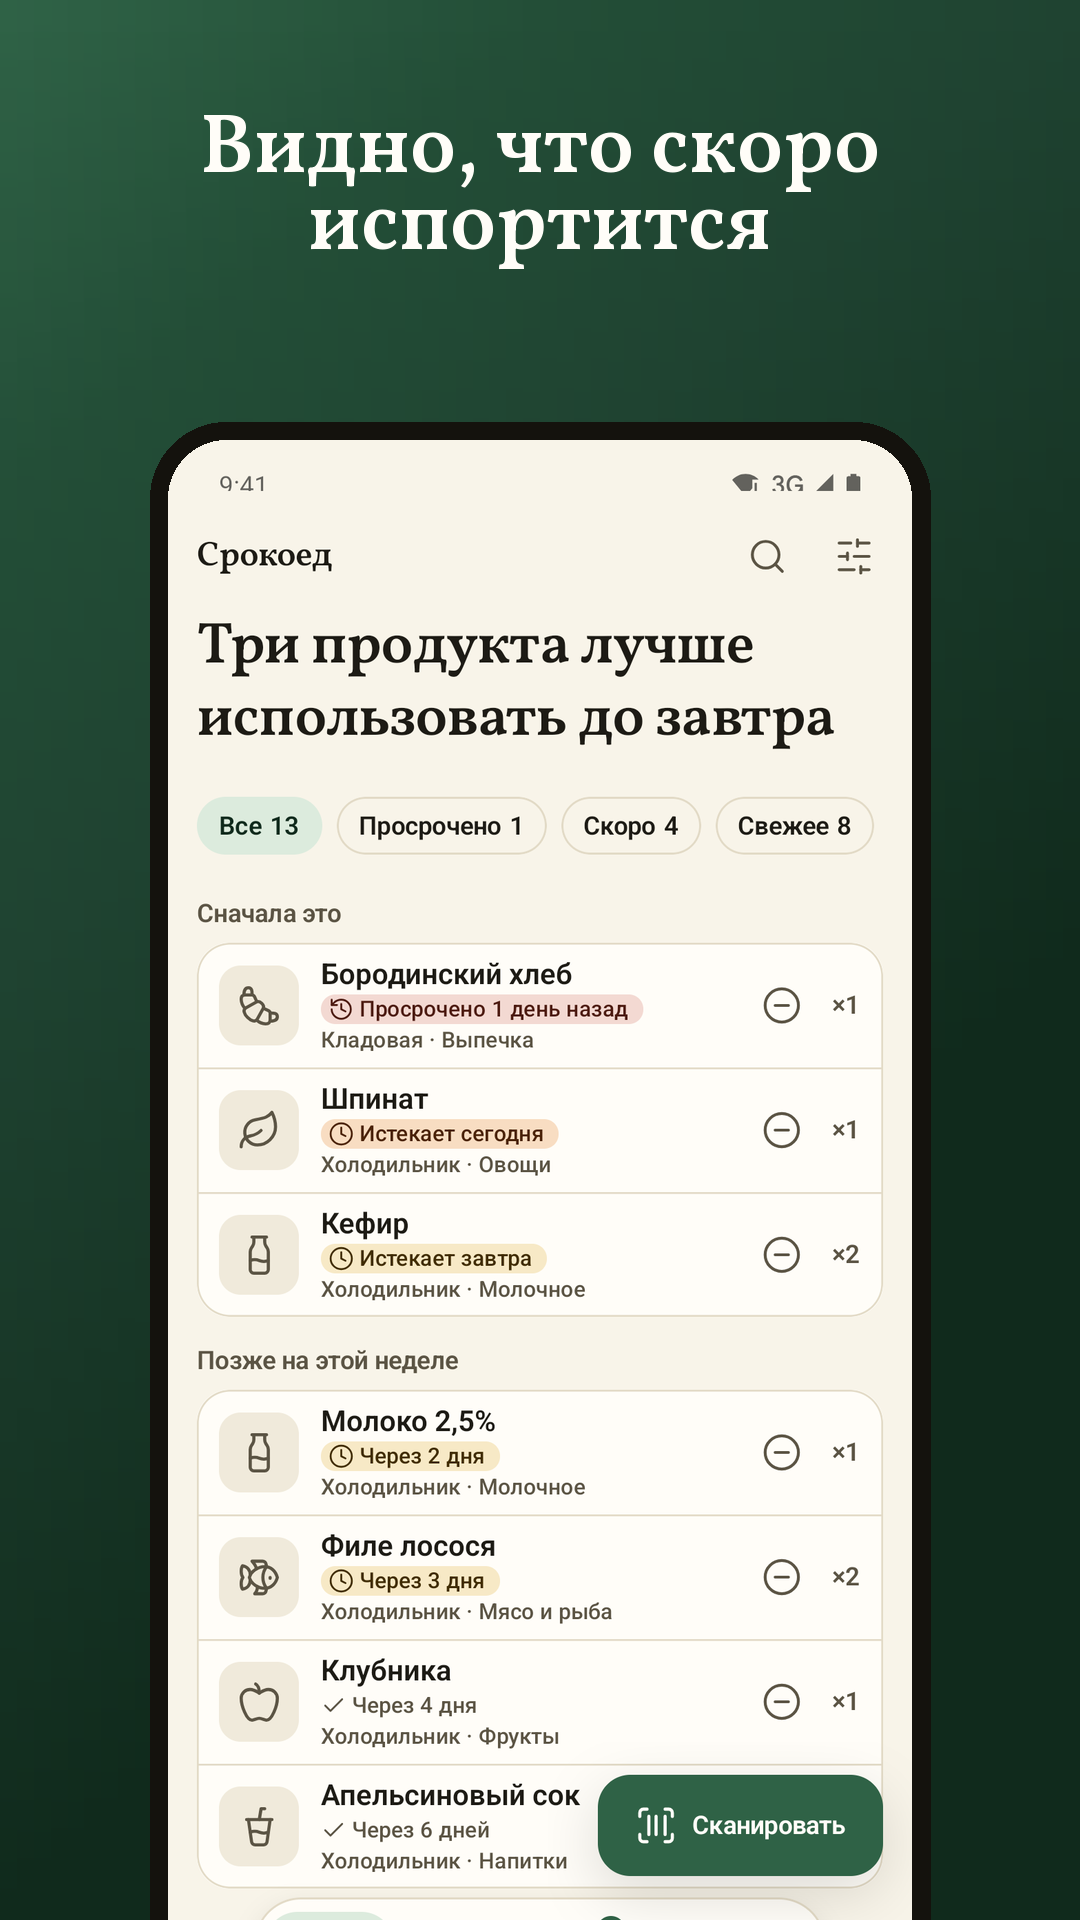 Видно, что скоро
испортится
9:41
3G
Срокоед
Три продукта лучше
использовать до завтра
Все 13
Просрочено 1
Скоро 4
Свежее 8
Сначала это
Бородинский хлеб
Просрочено 1 день назад
Кладовая · Выпечка
×1
Шпинат
Истекает сегодня
Холодильник · Овощи
×1
Кефир
Истекает завтра
Холодильник · Молочное
×2
Позже на этой неделе
Молоко 2,5%
Через 2 дня
Холодильник · Молочное
×1
Филе лосося
Через 3 дня
Холодильник · Мясо и рыба
×2
Клубника
Через 4 дня
Холодильник · Фрукты
×1
Апельсиновый сок
Через 6 дней
Холодильник · Напитки
Сканировать